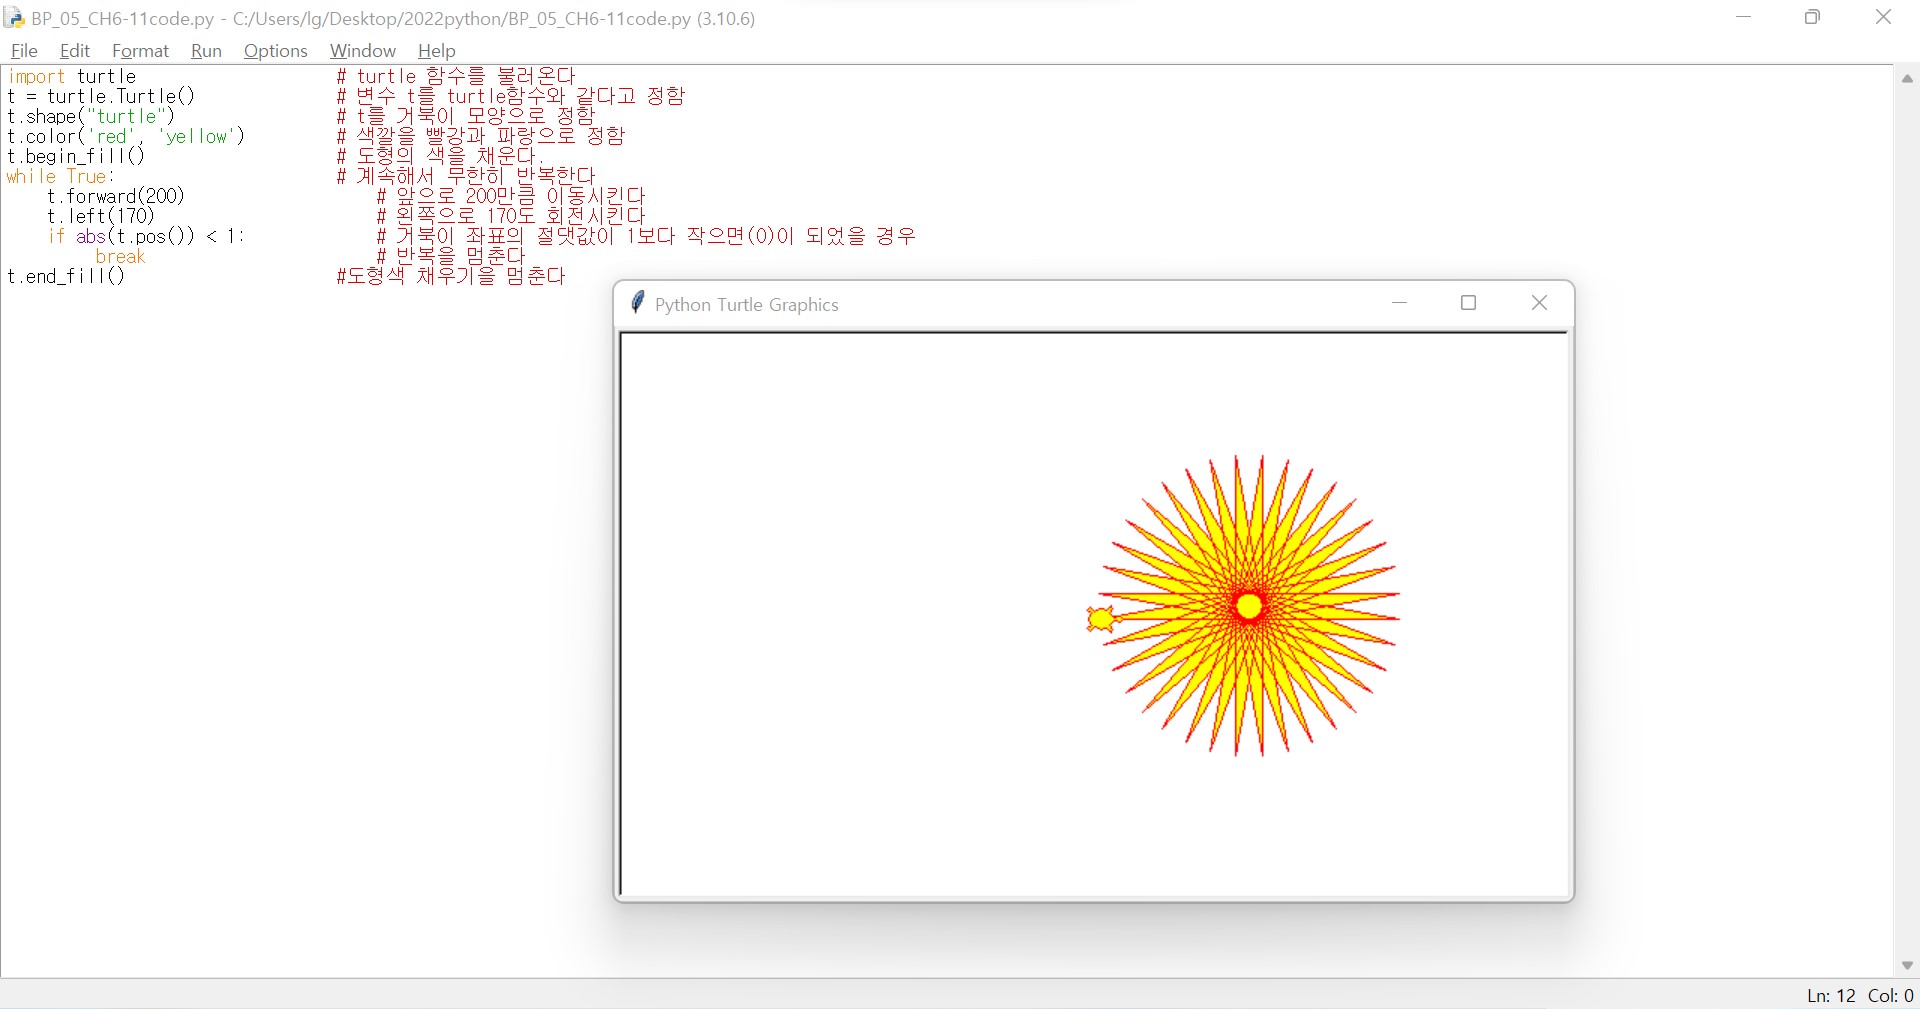 BP_05_CH6-11code.py - C:/Users/lg/Desktop/2022python/BP_05_CH6-11code.py (3.10.6)
File Edit Format Run Options Window Help
import turtle # turtle 함수를 불러온다
t = turtle.Turtle() # 변수 t를 turtle함수와 같다고 정함
t.shape("turtle") # t를 거북이 모양으로 정함
t.color('red', 'yellow') # 색깔을 빨강과 파랑으로 정함
t.begin_fill() # 도형의 색을 채운다.
while True: # 계속해서 무한히 반복한다
    t.forward(200) # 앞으로 200만큼 이동시킨다
    t.left(170) # 왼쪽으로 170도 회전시킨다
    if abs(t.pos()) < 1: # 거북이 좌표의 절댓값이 1보다 작으면(0)이 되었을 경우
        break # 반복을 멈춘다
t.end_fill() #도형색 채우기을 멈춘다
Python Turtle Graphics
Ln: 12 Col: 0